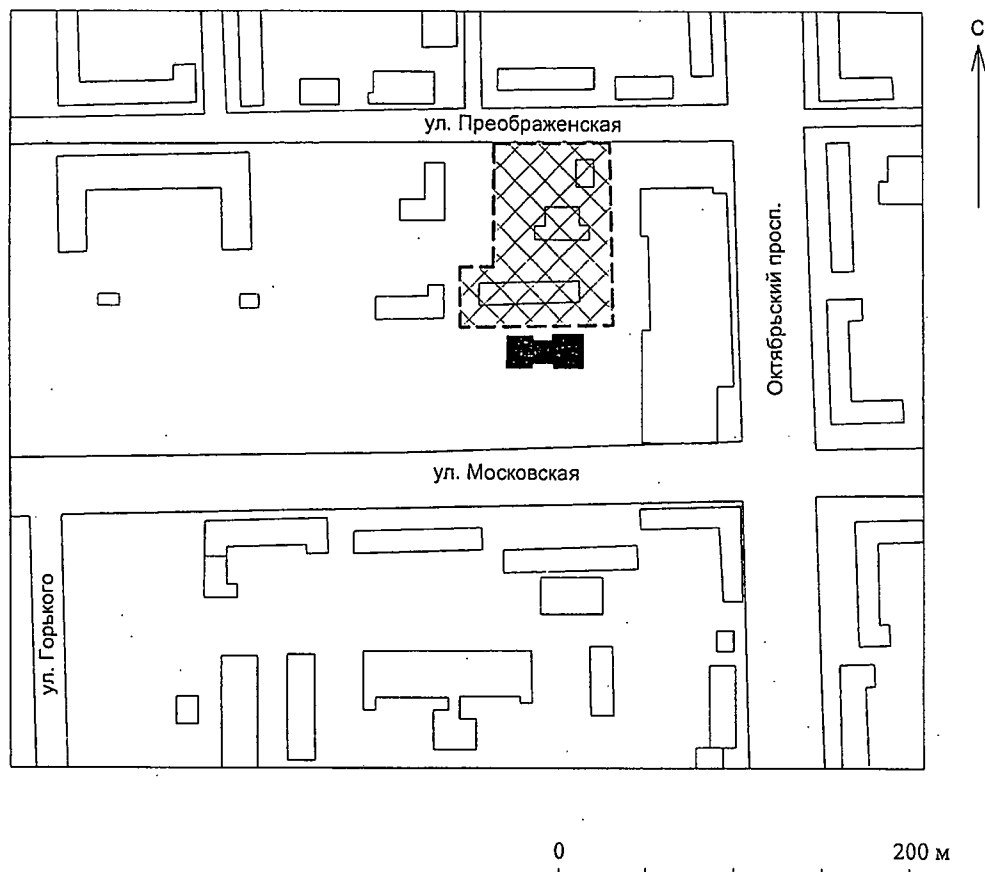 С
ул. Преображенская
Октябрьский просп.
ул. Московская
ул. Горького
0 200 м